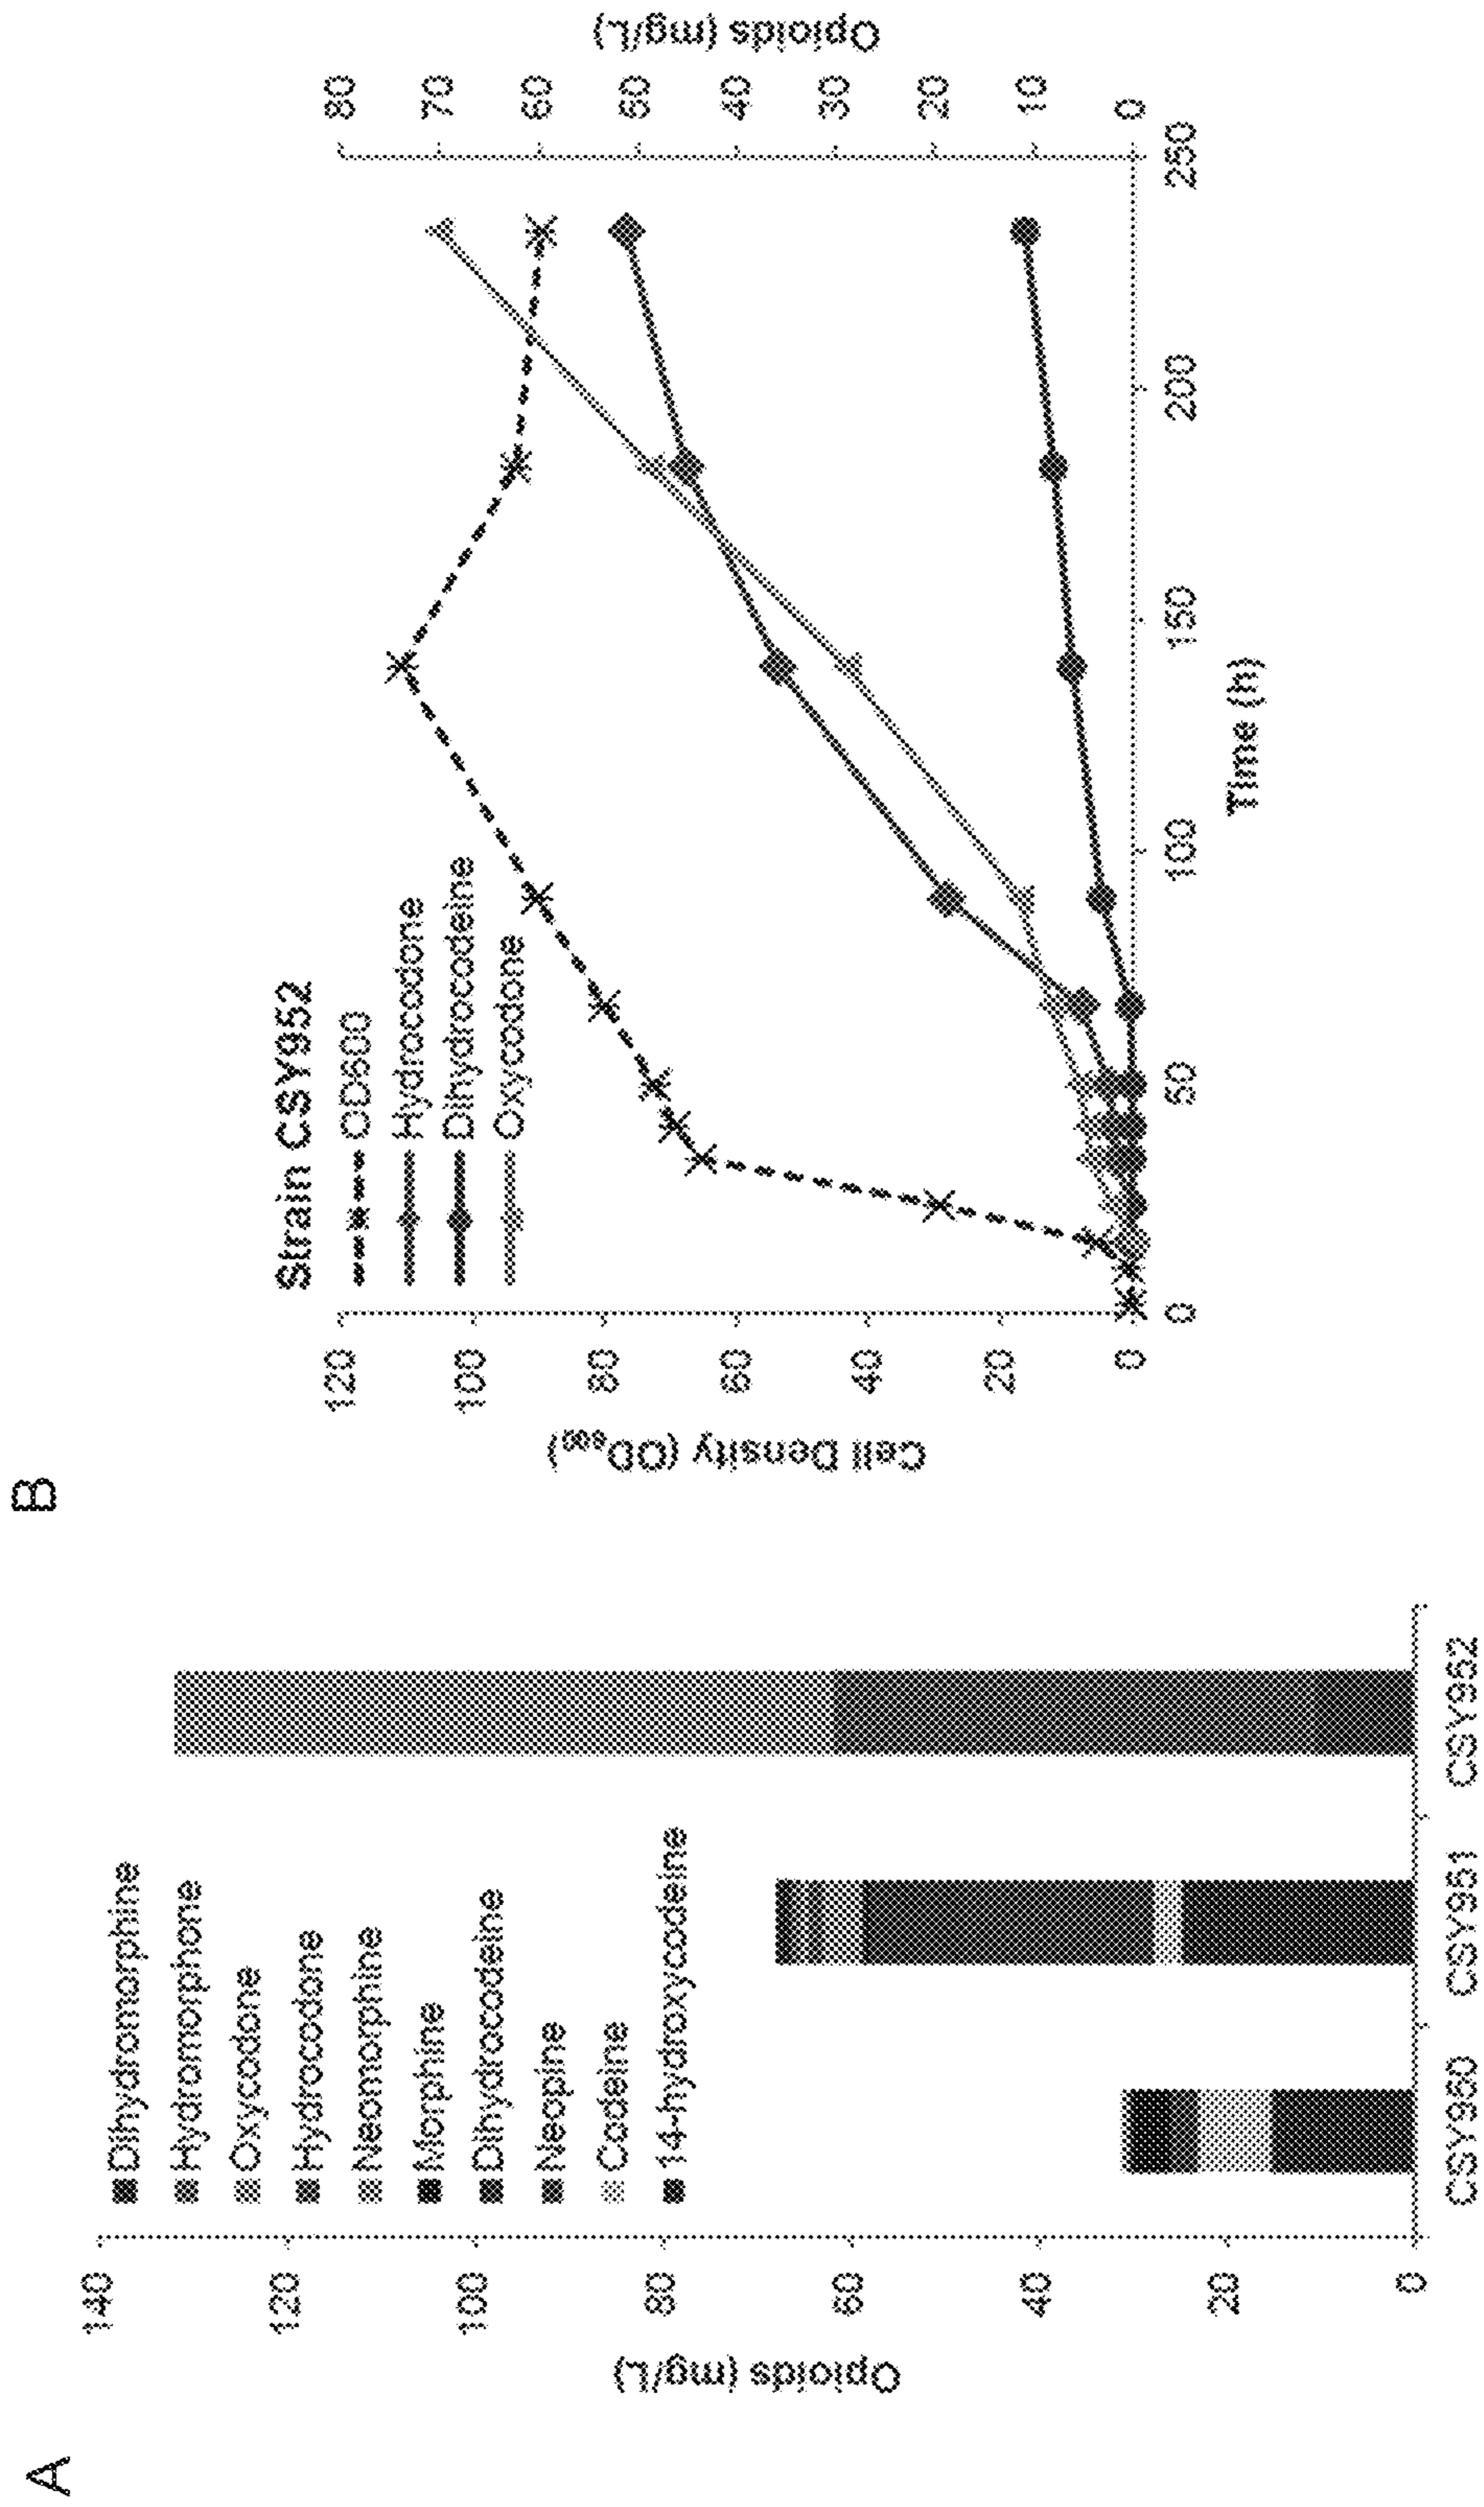 A
Opioids (mg/L)
140
120
100
80
60
40
20
0
Dihydromorphine
Hydromorphone
Oxycodone
Hydrocodone
Neomorphine
Morphine
Dihydrocodeine
Neopine
Codeine
14-hydroxycodeine
CSY950 CSY951 CSY952
B
Strain CSY952
OD600
Hydrocodone
Dihydrocodeine
Oxycodone
Cell Density (OD600)
120
100
80
60
40
20
0
0 50 100 150 200 250
Time (h)
80
70
60
50
40
30
20
10
0
Opioids (mg/L)